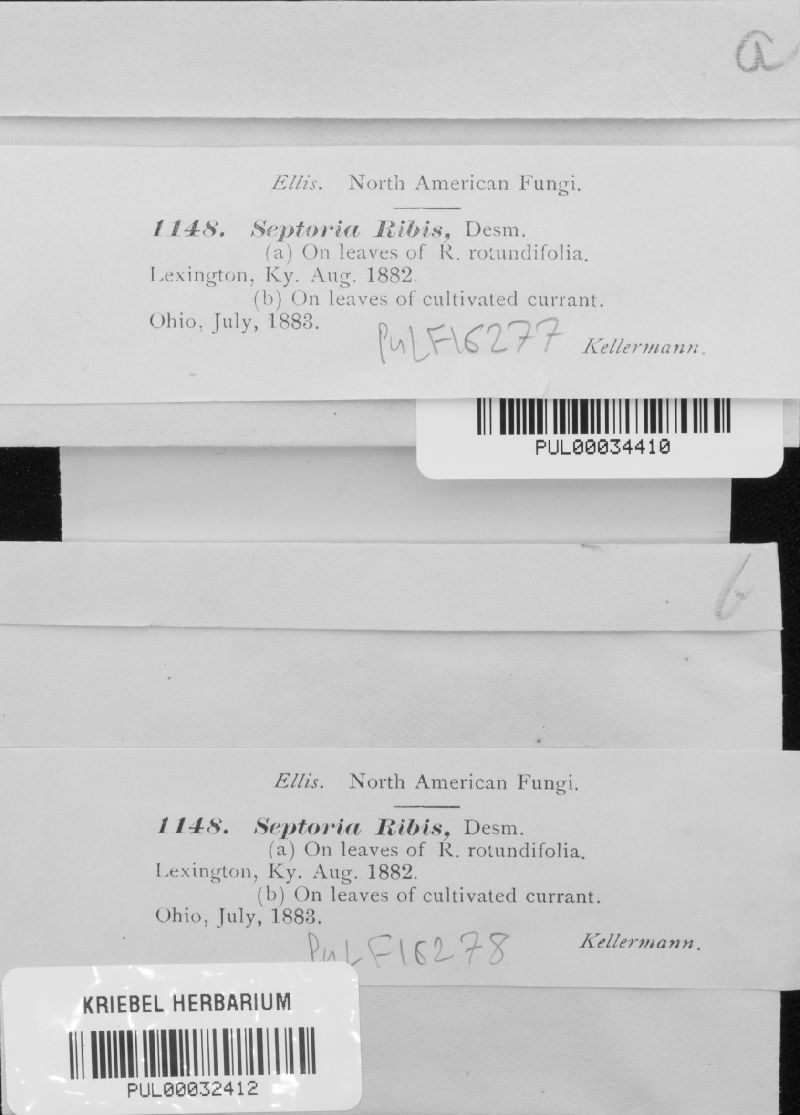 a
Ellis. North American Fungi.
1148. Septoria Ribis, Desm.
(a) On leaves of R. rotundifolia.
Lexington, Ky. Aug. 1882.
(b) On leaves of cultivated currant.
Ohio, July, 1883.
PULF16277
Kellermann.
PUL00034410
b
Ellis. North American Fungi.
1148. Septoria Ribis, Desm.
(a) On leaves of R. rotundifolia.
Lexington, Ky. Aug. 1882.
(b) On leaves of cultivated currant.
Ohio, July, 1883.
Kellermann.
PULF16278
KRIEBEL HERBARIUM
PUL00032412